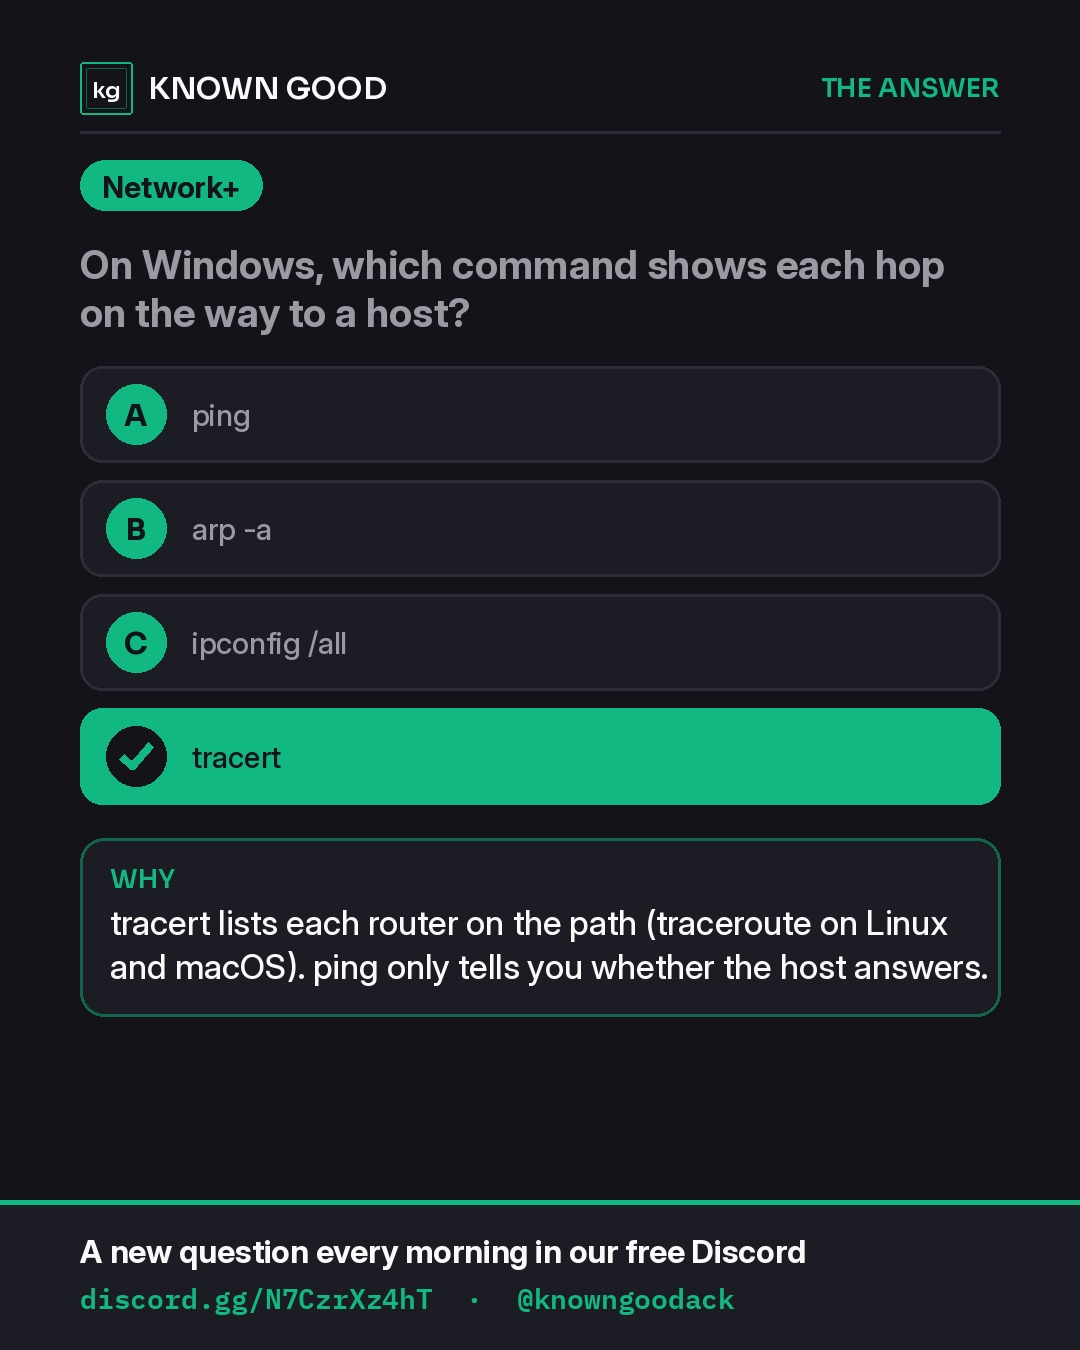 kg KNOWN GOOD THE ANSWER
Network+
On Windows, which command shows each hop
on the way to a host?
A ping
B arp -a
C ipconfig /all
tracert
WHY
tracert lists each router on the path (traceroute on Linux
and macOS). ping only tells you whether the host answers.
A new question every morning in our free Discord
discord.gg/N7CzrXz4hT · @knowngoodack